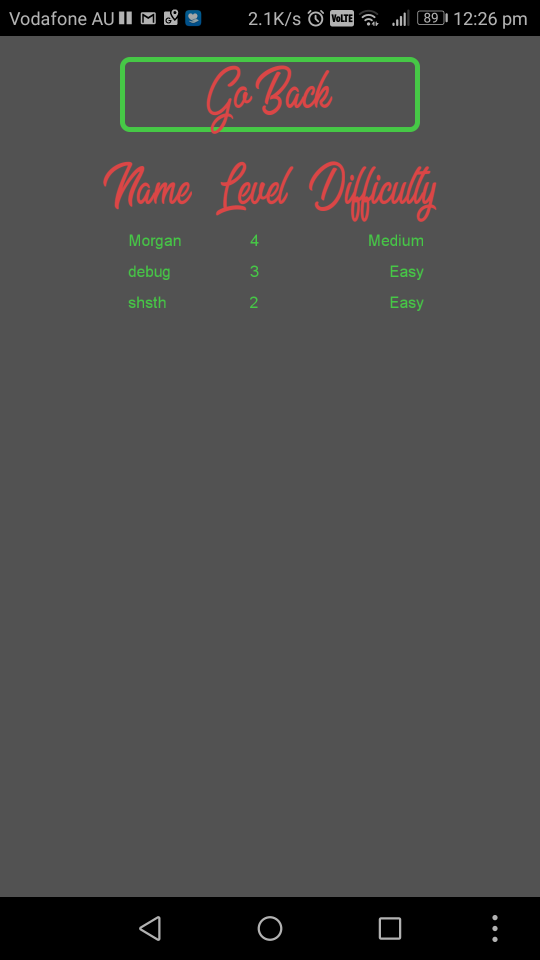 Vodafone AU 2.1K/s VoLTE 89 12:26 pm
Go Back
Name Level Difficulty
Morgan 4 Medium
debug 3 Easy
shsth 2 Easy